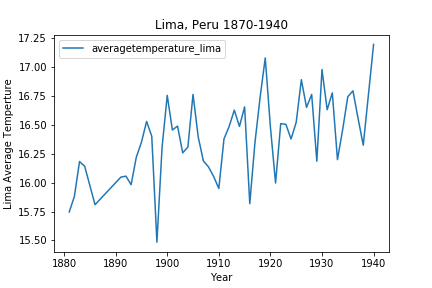 Lima, Peru 1870-1940
averagetemperature_lima
Lima Average Temperture
17.25
17.00
16.75
16.50
16.25
16.00
15.75
15.50
1880 1890 1900 1910 1920 1930 1940
Year